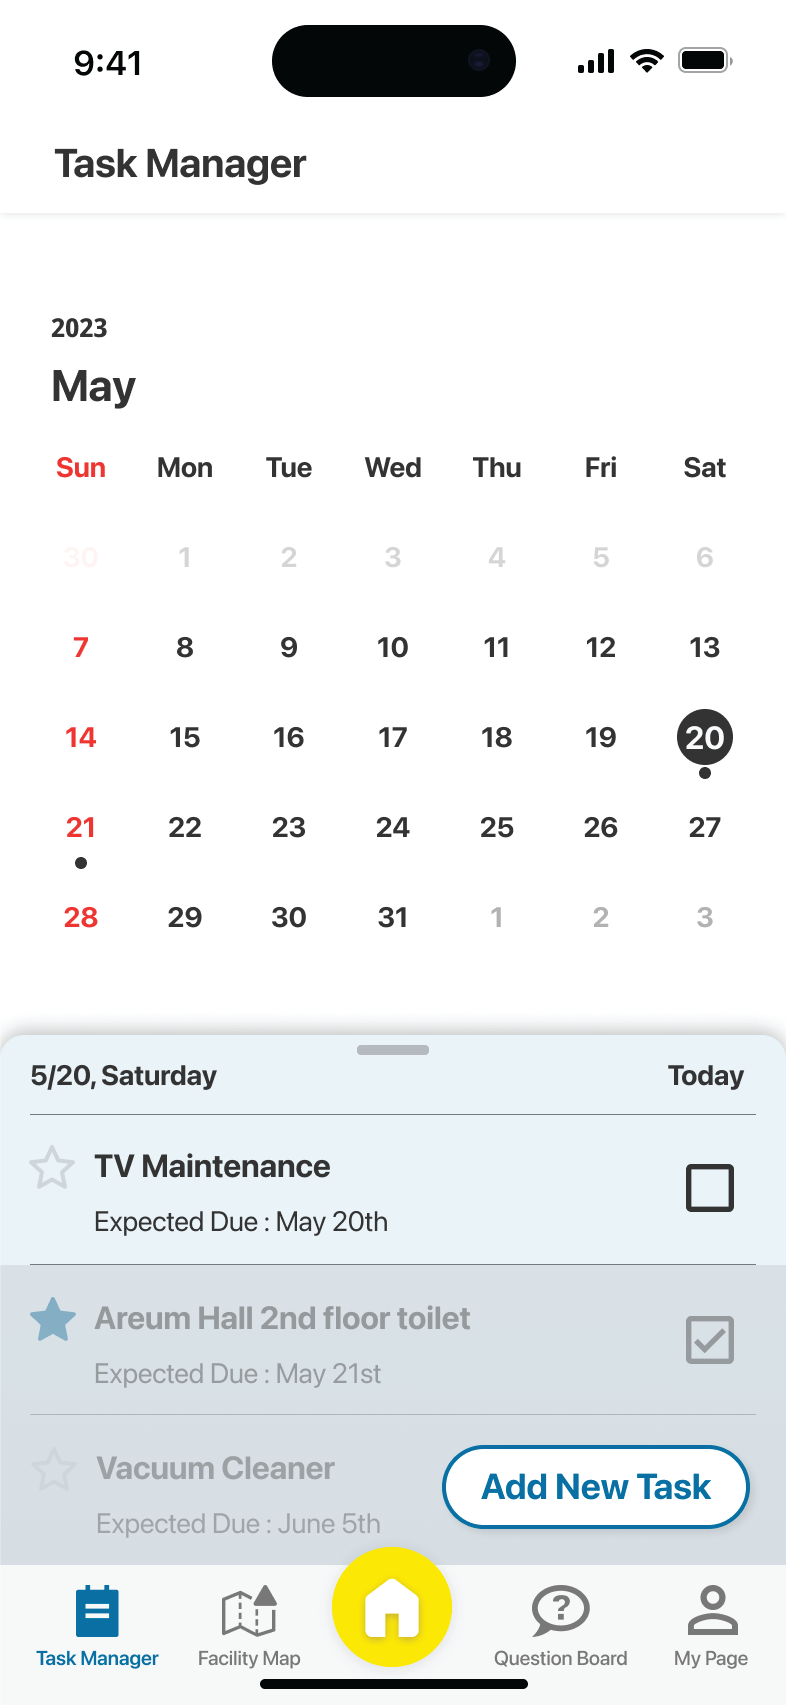 9:41
Task Manager
2023
May
Sun Mon Tue Wed Thu Fri Sat
30 1 2 3 4 5 6
7 8 9 10 11 12 13
14 15 16 17 18 19 20
21 22 23 24 25 26 27
28 29 30 31 1 2 3
5/20, Saturday Today
TV Maintenance
Expected Due : May 20th
Areum Hall 2nd floor toilet
Expected Due : May 21st
Vacuum Cleaner
Expected Due : June 5th
Add New Task
Task Manager Facility Map Question Board My Page